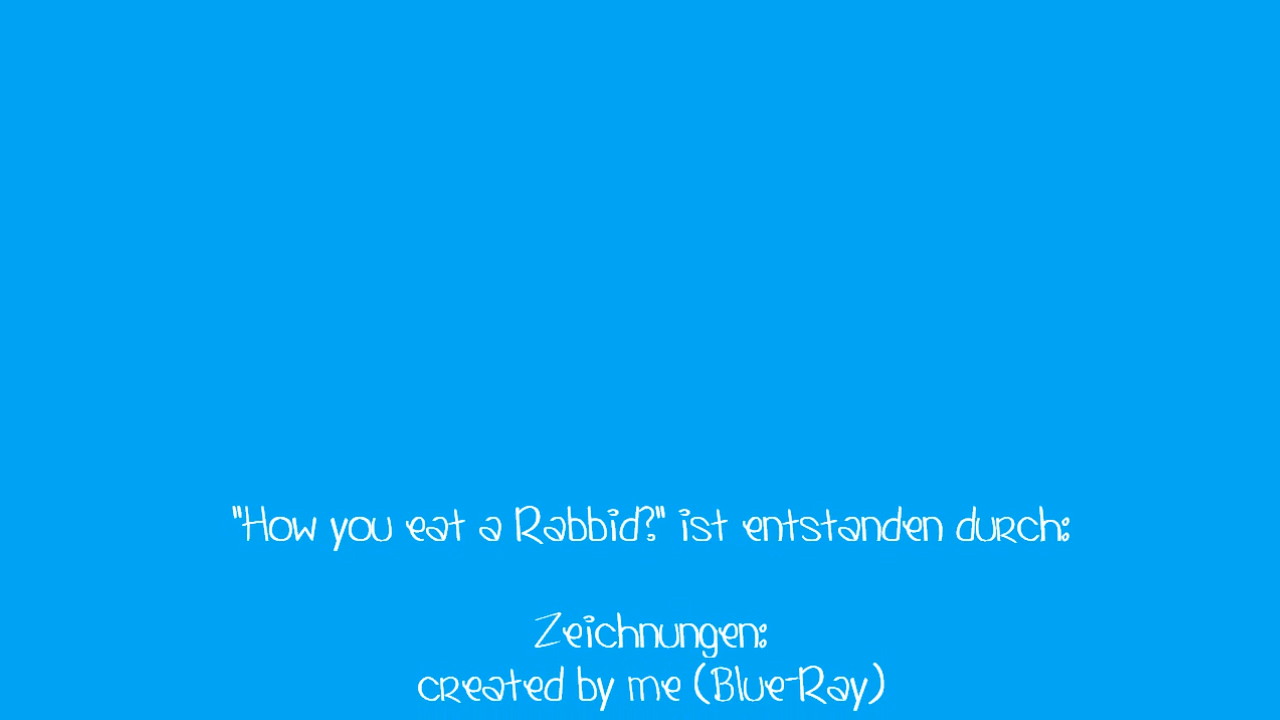 "How you eat a Rabbid?" ist entstanden durch:
Zeichnungen:
created by me (Blue-Ray)